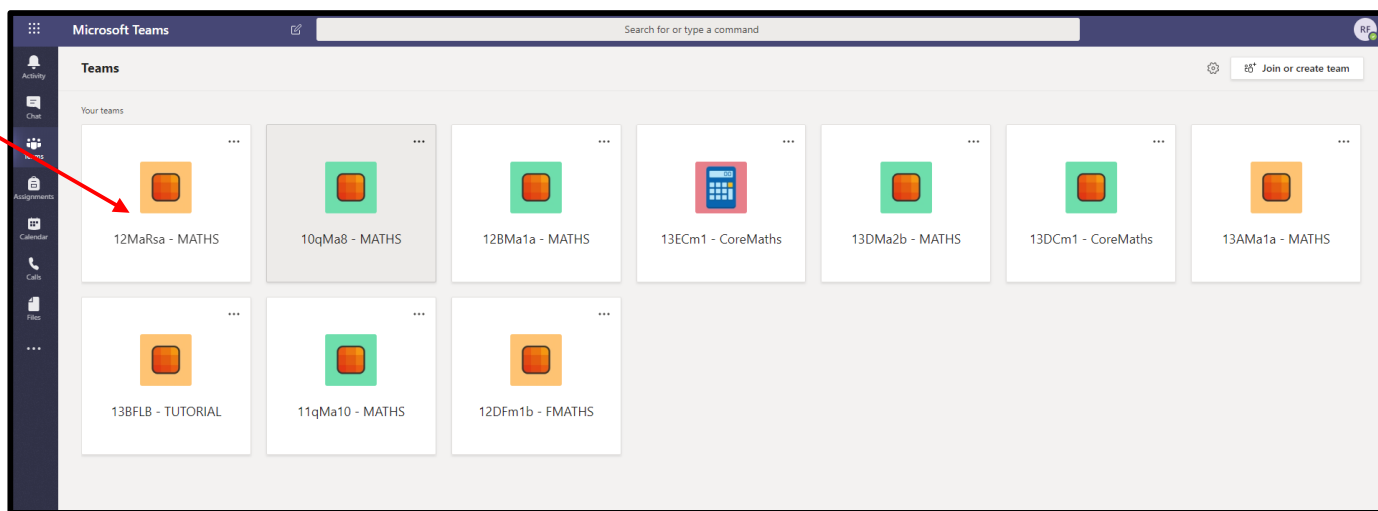 Microsoft Teams
Search for or type a command
RF
Activity
Chat
Teams
Assignments
Calendar
Calls
Files
Teams
Join or create team
Your teams
12MaRsa - MATHS
10qMa8 - MATHS
12BMa1a - MATHS
13ECm1 - CoreMaths
13DMa2b - MATHS
13DCm1 - CoreMaths
13AMa1a - MATHS
13BFLB - TUTORIAL
11qMa10 - MATHS
12DFm1b - FMATHS